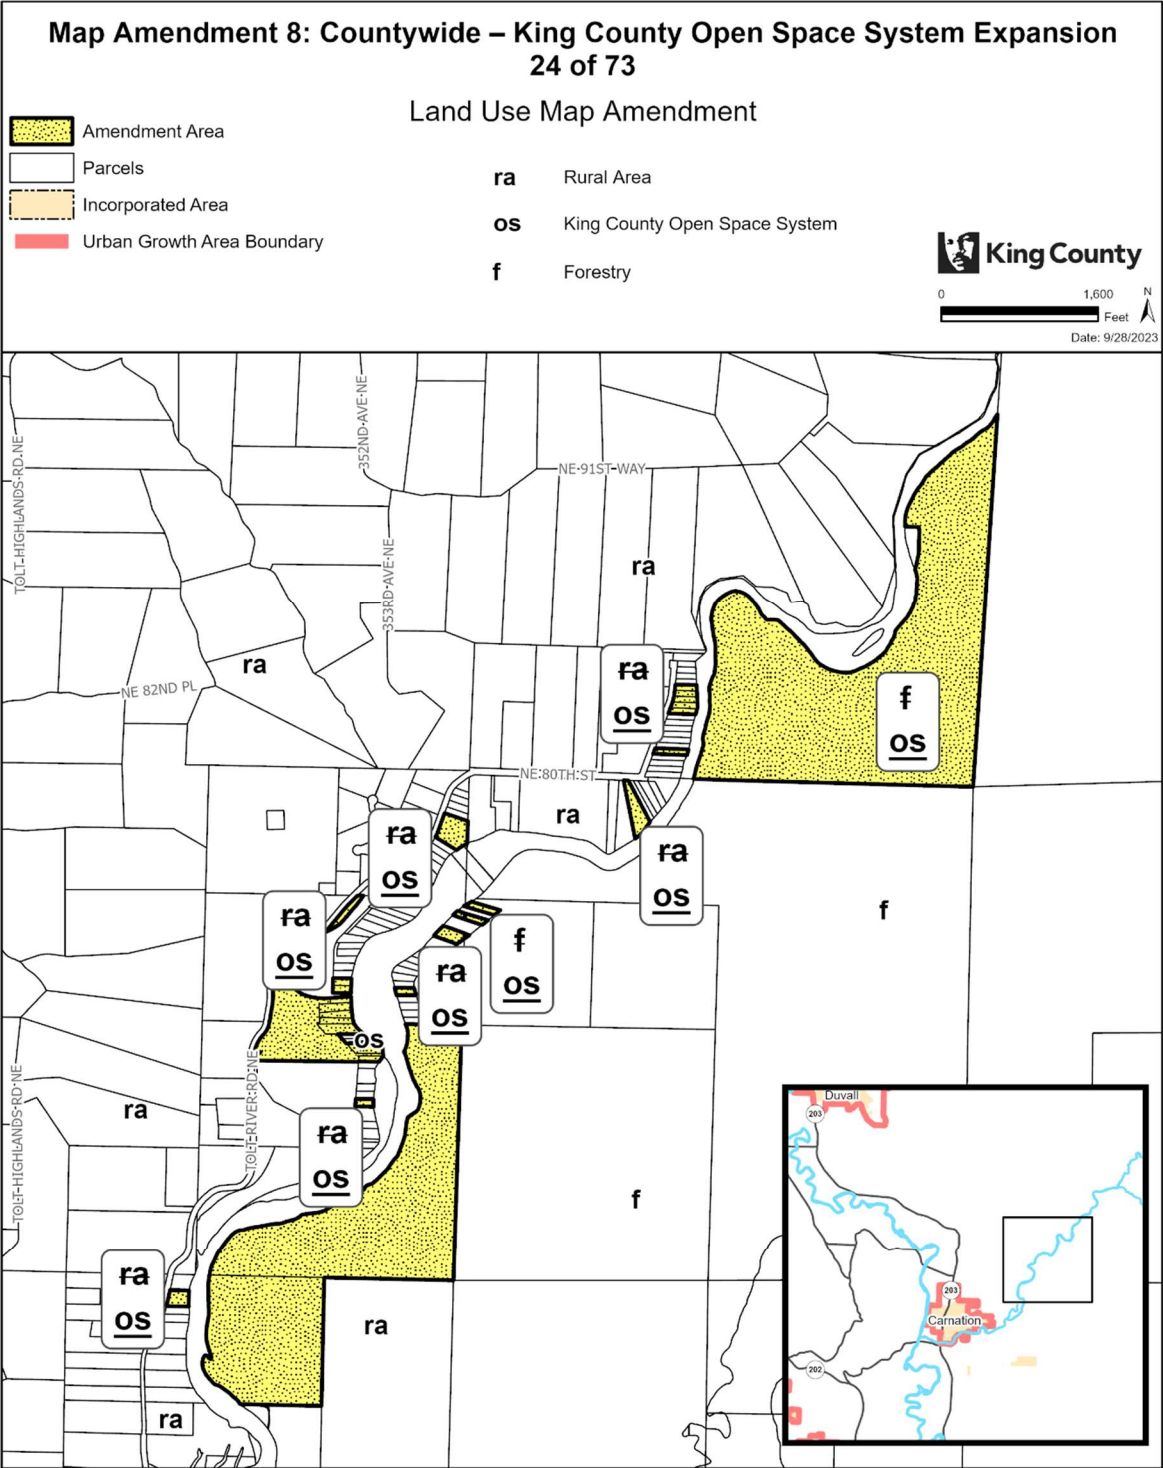 Map Amendment 8: Countywide – King County Open Space System Expansion
24 of 73
Land Use Map Amendment
Amendment Area
Parcels
Incorporated Area
Urban Growth Area Boundary
ra Rural Area
os King County Open Space System
f Forestry
King County
0 1,600
Feet
N
Date: 9/28/2023
TOLT-HIGHLANDS-RD-NE
352ND-AVE-NE
NE-91ST-WAY
353RD-AVE-NE
ra
ra
NE 82ND PL
ra
os
f
os
NE-80TH-ST
ra
ra
os
ra
os
f
ra
os
f
os
ra
os
os
TOLT-RIVER-RD-NE
TOLT-HIGHLANDS-RD-NE
ra
ra
os
f
ra
os
ra
ra
Duvall
203
203
Carnation
202